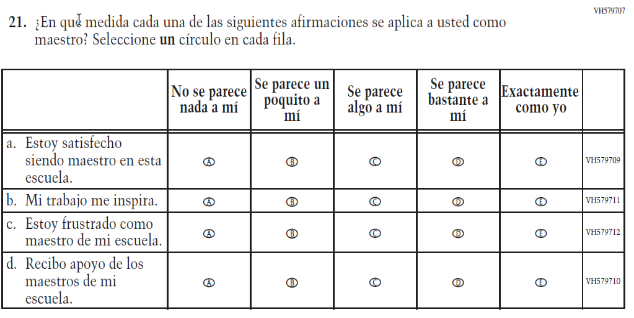 VH579707
21. ¿En qué medida cada una de las siguientes afirmaciones se aplica a usted como
maestro? Seleccione un círculo en cada fila.
No se parece
nada a mí
Se parece un
poquito a
mí
Se parece
algo a mí
Se parece
bastante a
mí
Exactamente
como yo
a. Estoy satisfecho
siendo maestro en esta
escuela.
A B C D E VH579709
b. Mi trabajo me inspira.
A B C D E VH579711
c. Estoy frustrado como
maestro de mi escuela.
A B C D E VH579712
d. Recibo apoyo de los
maestros de mi
escuela.
A B C D E VH579710